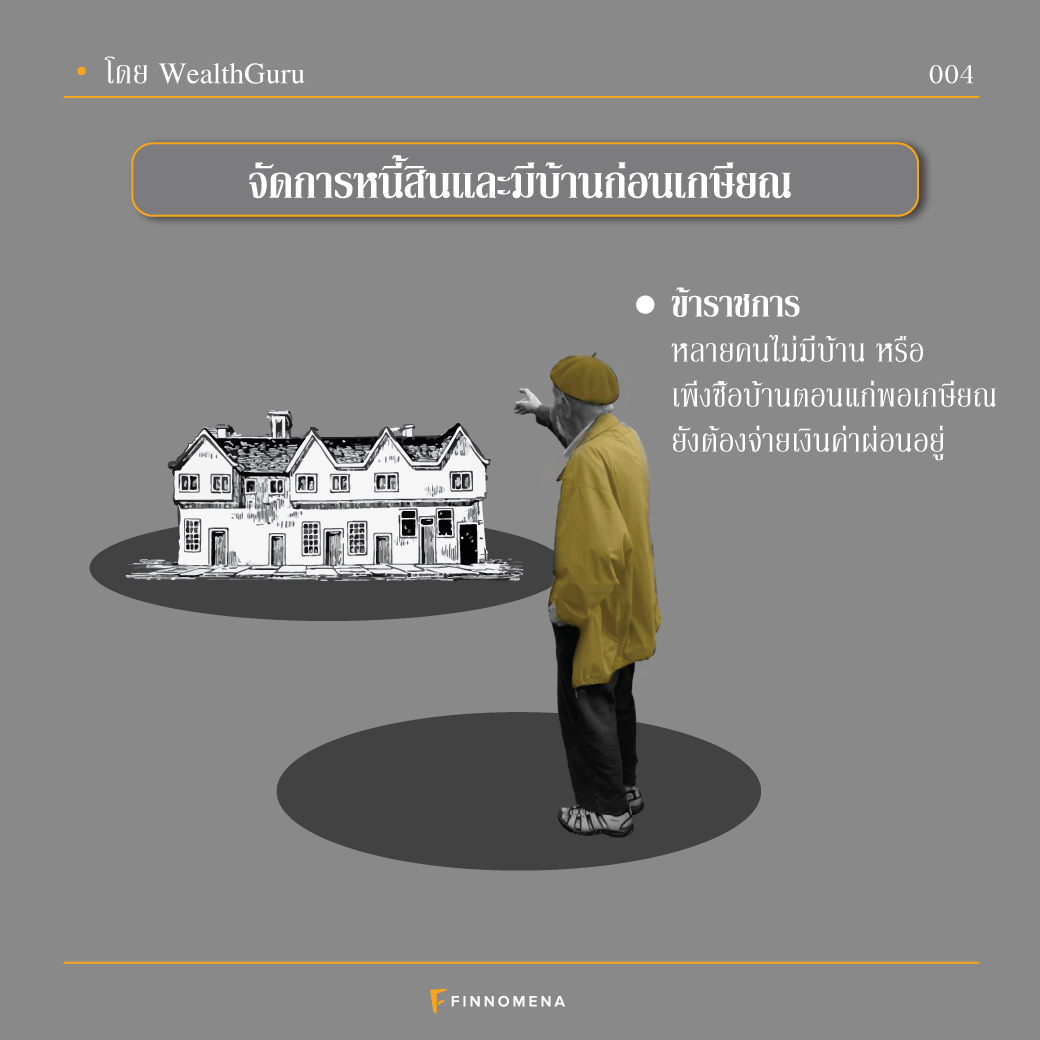 • โดย WealthGuru
004
จัดการหนี้สินและมีบ้านก่อนเกษียณ
● ข้าราชการ
หลายคนไม่มีบ้าน หรือ
เพิ่งซื้อบ้านตอนแก่พอเกษียณ
ยังต้องจ่ายเงินค่าผ่อนอยู่
FINNOMENA